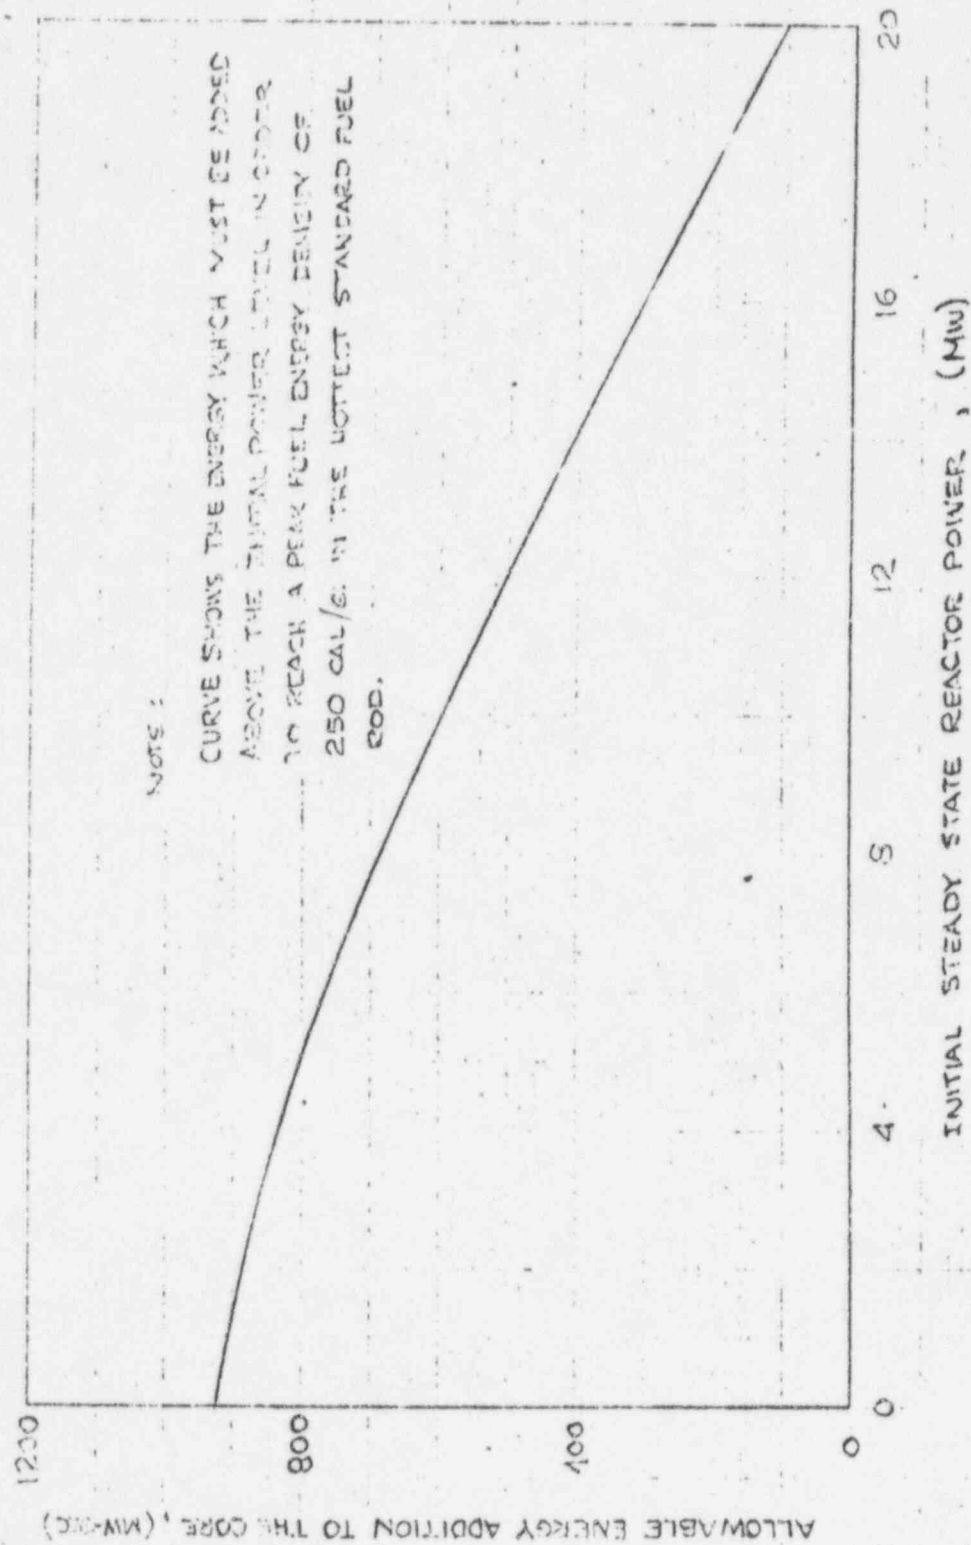 NOTE:
CURVE SHOWS THE ENERGY WHICH MUST BE ADDED
ABOVE THE INITIAL POWER LEVEL IN ORDER
TO REACH A PEAK FUEL ENERGY DENSITY OF
250 CAL/G. IN THE HOTTEST STANDARD FUEL
ROD.
ALLOWABLE ENERGY ADDITION TO THE CORE, (MW-SEC)
1200
800
400
0
0 4 8 12 16 20
INITIAL STEADY STATE REACTOR POWER, (MW)